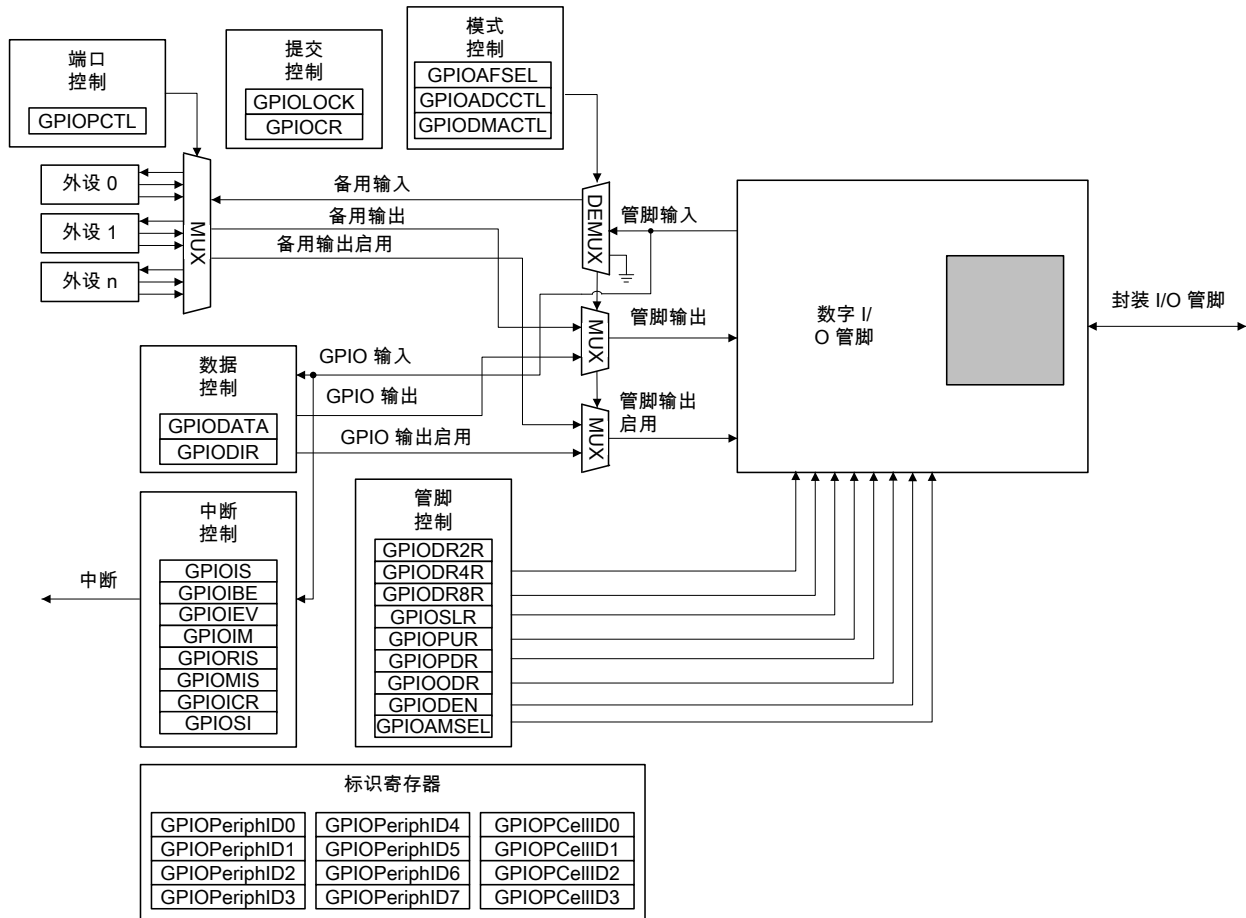 端口
控制
GPIOPCTL
提交
控制
GPIOLOCK
GPIOCR
模式
控制
GPIOAFSEL
GPIOADCCTL
GPIODMACTL
外设 0
外设 1
外设 n
MUX
备用输入
备用输出
备用输出启用
DEMUX
管脚输入
MUX
管脚输出
MUX
管脚输出
启用
数字 I/
O 管脚
封装 I/O 管脚
数据
控制
GPIODATA
GPIODIR
GPIO 输入
GPIO 输出
GPIO 输出启用
中断
控制
GPIOIS
GPIOIBE
GPIOIEV
GPIOIM
GPIORIS
GPIOMIS
GPIOICR
GPIOSI
中断
管脚
控制
GPIODR2R
GPIODR4R
GPIODR8R
GPIOSLR
GPIOPUR
GPIOPDR
GPIOODR
GPIODEN
GPIOAMSEL
标识寄存器
GPIOPeriphID0
GPIOPeriphID1
GPIOPeriphID2
GPIOPeriphID3
GPIOPeriphID4
GPIOPeriphID5
GPIOPeriphID6
GPIOPeriphID7
GPIOPCellID0
GPIOPCellID1
GPIOPCellID2
GPIOPCellID3